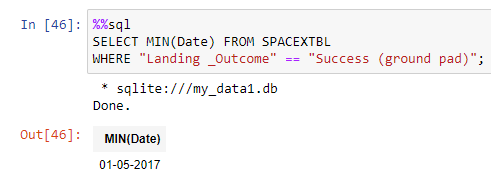 In [46]: %%sql
SELECT MIN(Date) FROM SPACEXTBL
WHERE "Landing _Outcome" == "Success (ground pad)";
* sqlite:///my_data1.db
Done.
Out[46]: MIN(Date)
01-05-2017